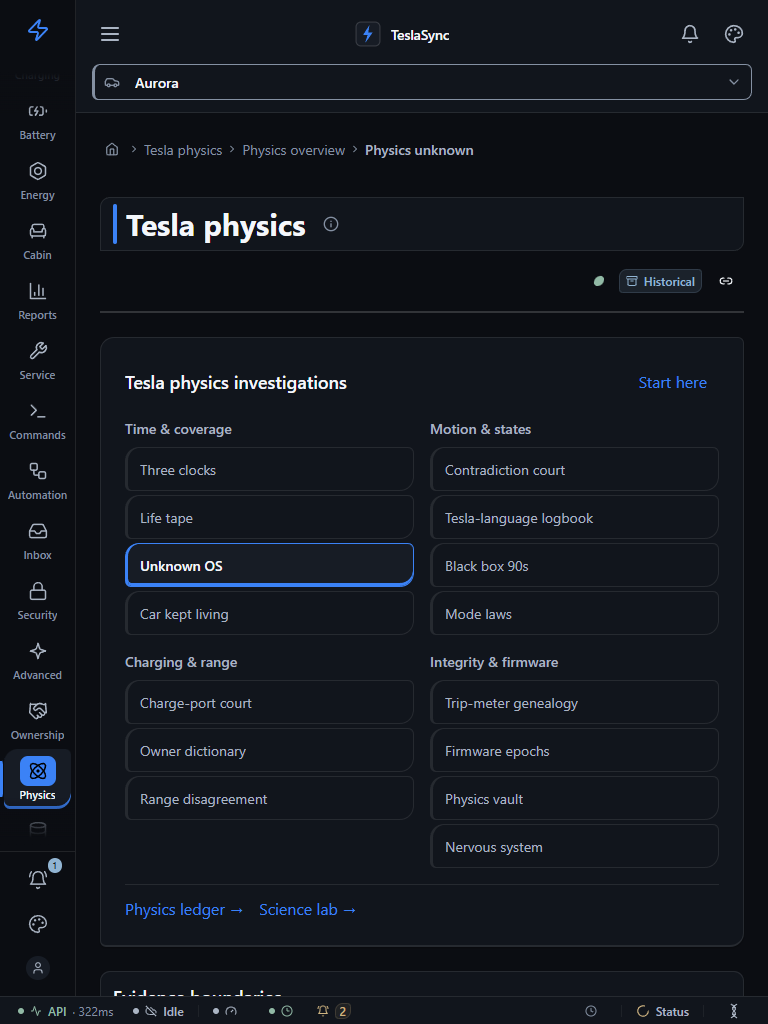 TeslaSync
Aurora
Charging
Battery
Energy
Cabin
Reports
Service
Commands
Automation
Inbox
Security
Advanced
Ownership
Physics
1
Tesla physics
Physics overview
Physics unknown
Tesla physics
Historical
Tesla physics investigations
Start here
Time & coverage
Three clocks
Life tape
Unknown OS
Car kept living
Motion & states
Contradiction court
Tesla-language logbook
Black box 90s
Mode laws
Charging & range
Charge-port court
Owner dictionary
Range disagreement
Integrity & firmware
Trip-meter genealogy
Firmware epochs
Physics vault
Nervous system
Physics ledger →
Science lab →
Evidence boundaries
API · 322ms
Idle
2
Status